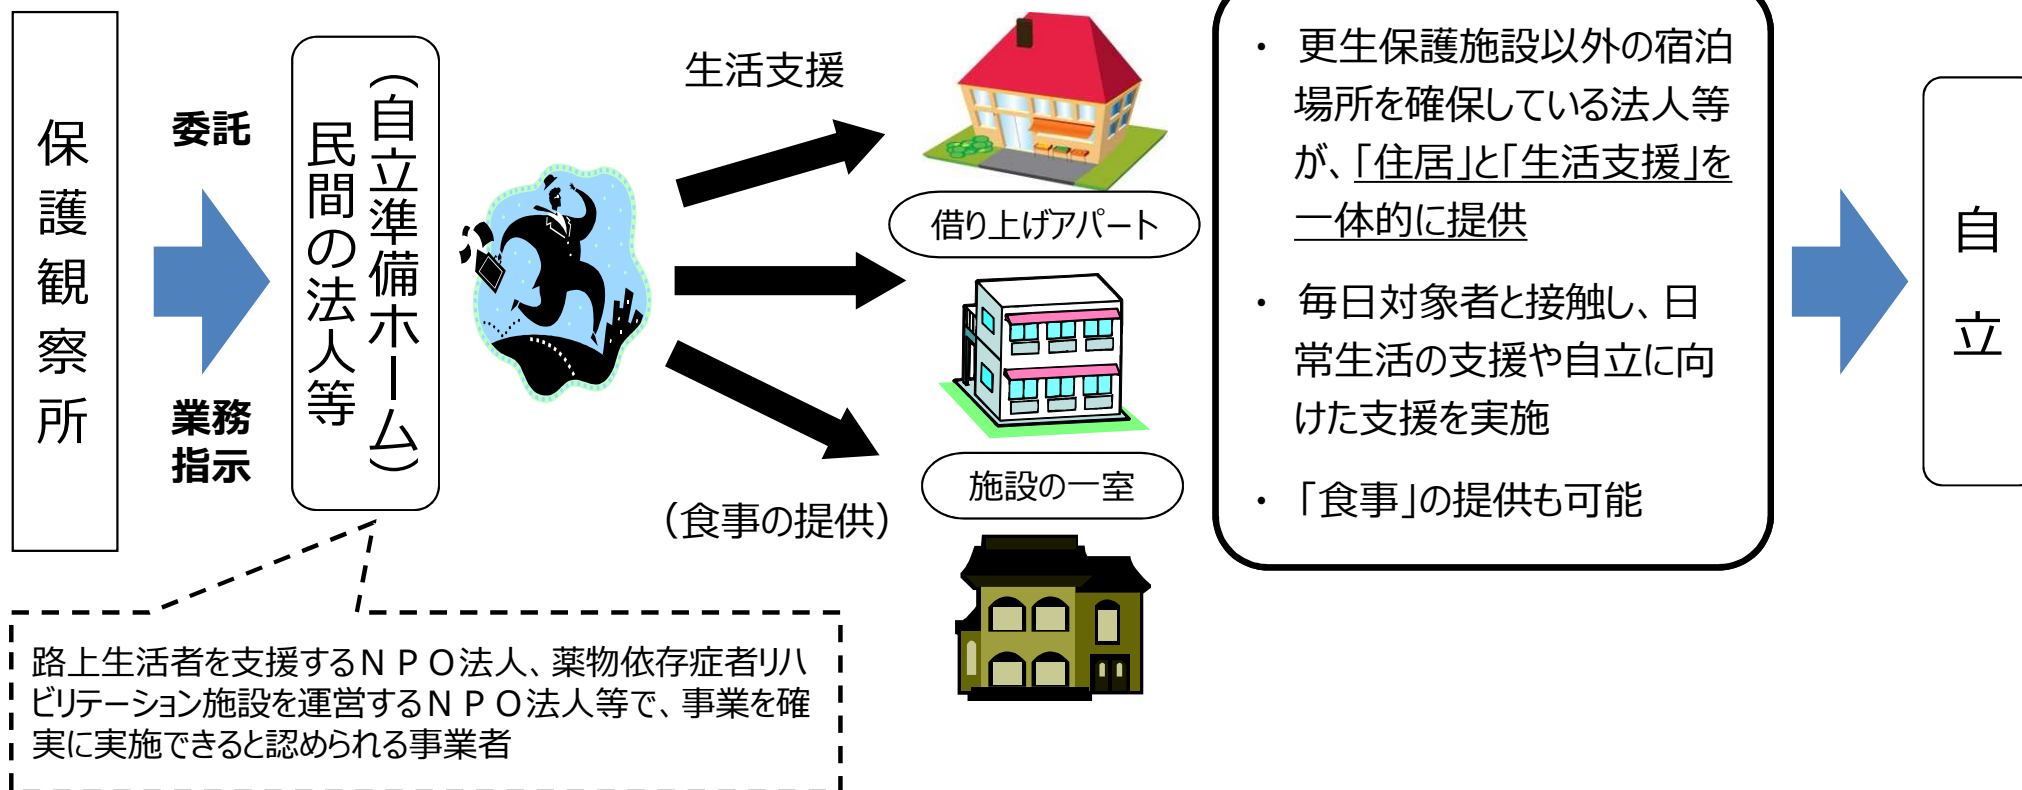 保護観察所
委託
業務
指示
（自立準備ホーム）
民間の法人等
生活支援
（食事の提供）
借り上げアパート
施設の一室
・ 更生保護施設以外の宿泊
場所を確保している法人等
が、「住居」と「生活支援」を
一体的に提供
・ 毎日対象者と接触し、日
常生活の支援や自立に向
けた支援を実施
・ 「食事」の提供も可能
自立
路上生活者を支援するＮＰＯ法人、薬物依存症者リハ
ビリテーション施設を運営するＮＰＯ法人等で、事業を確
実に実施できると認められる事業者